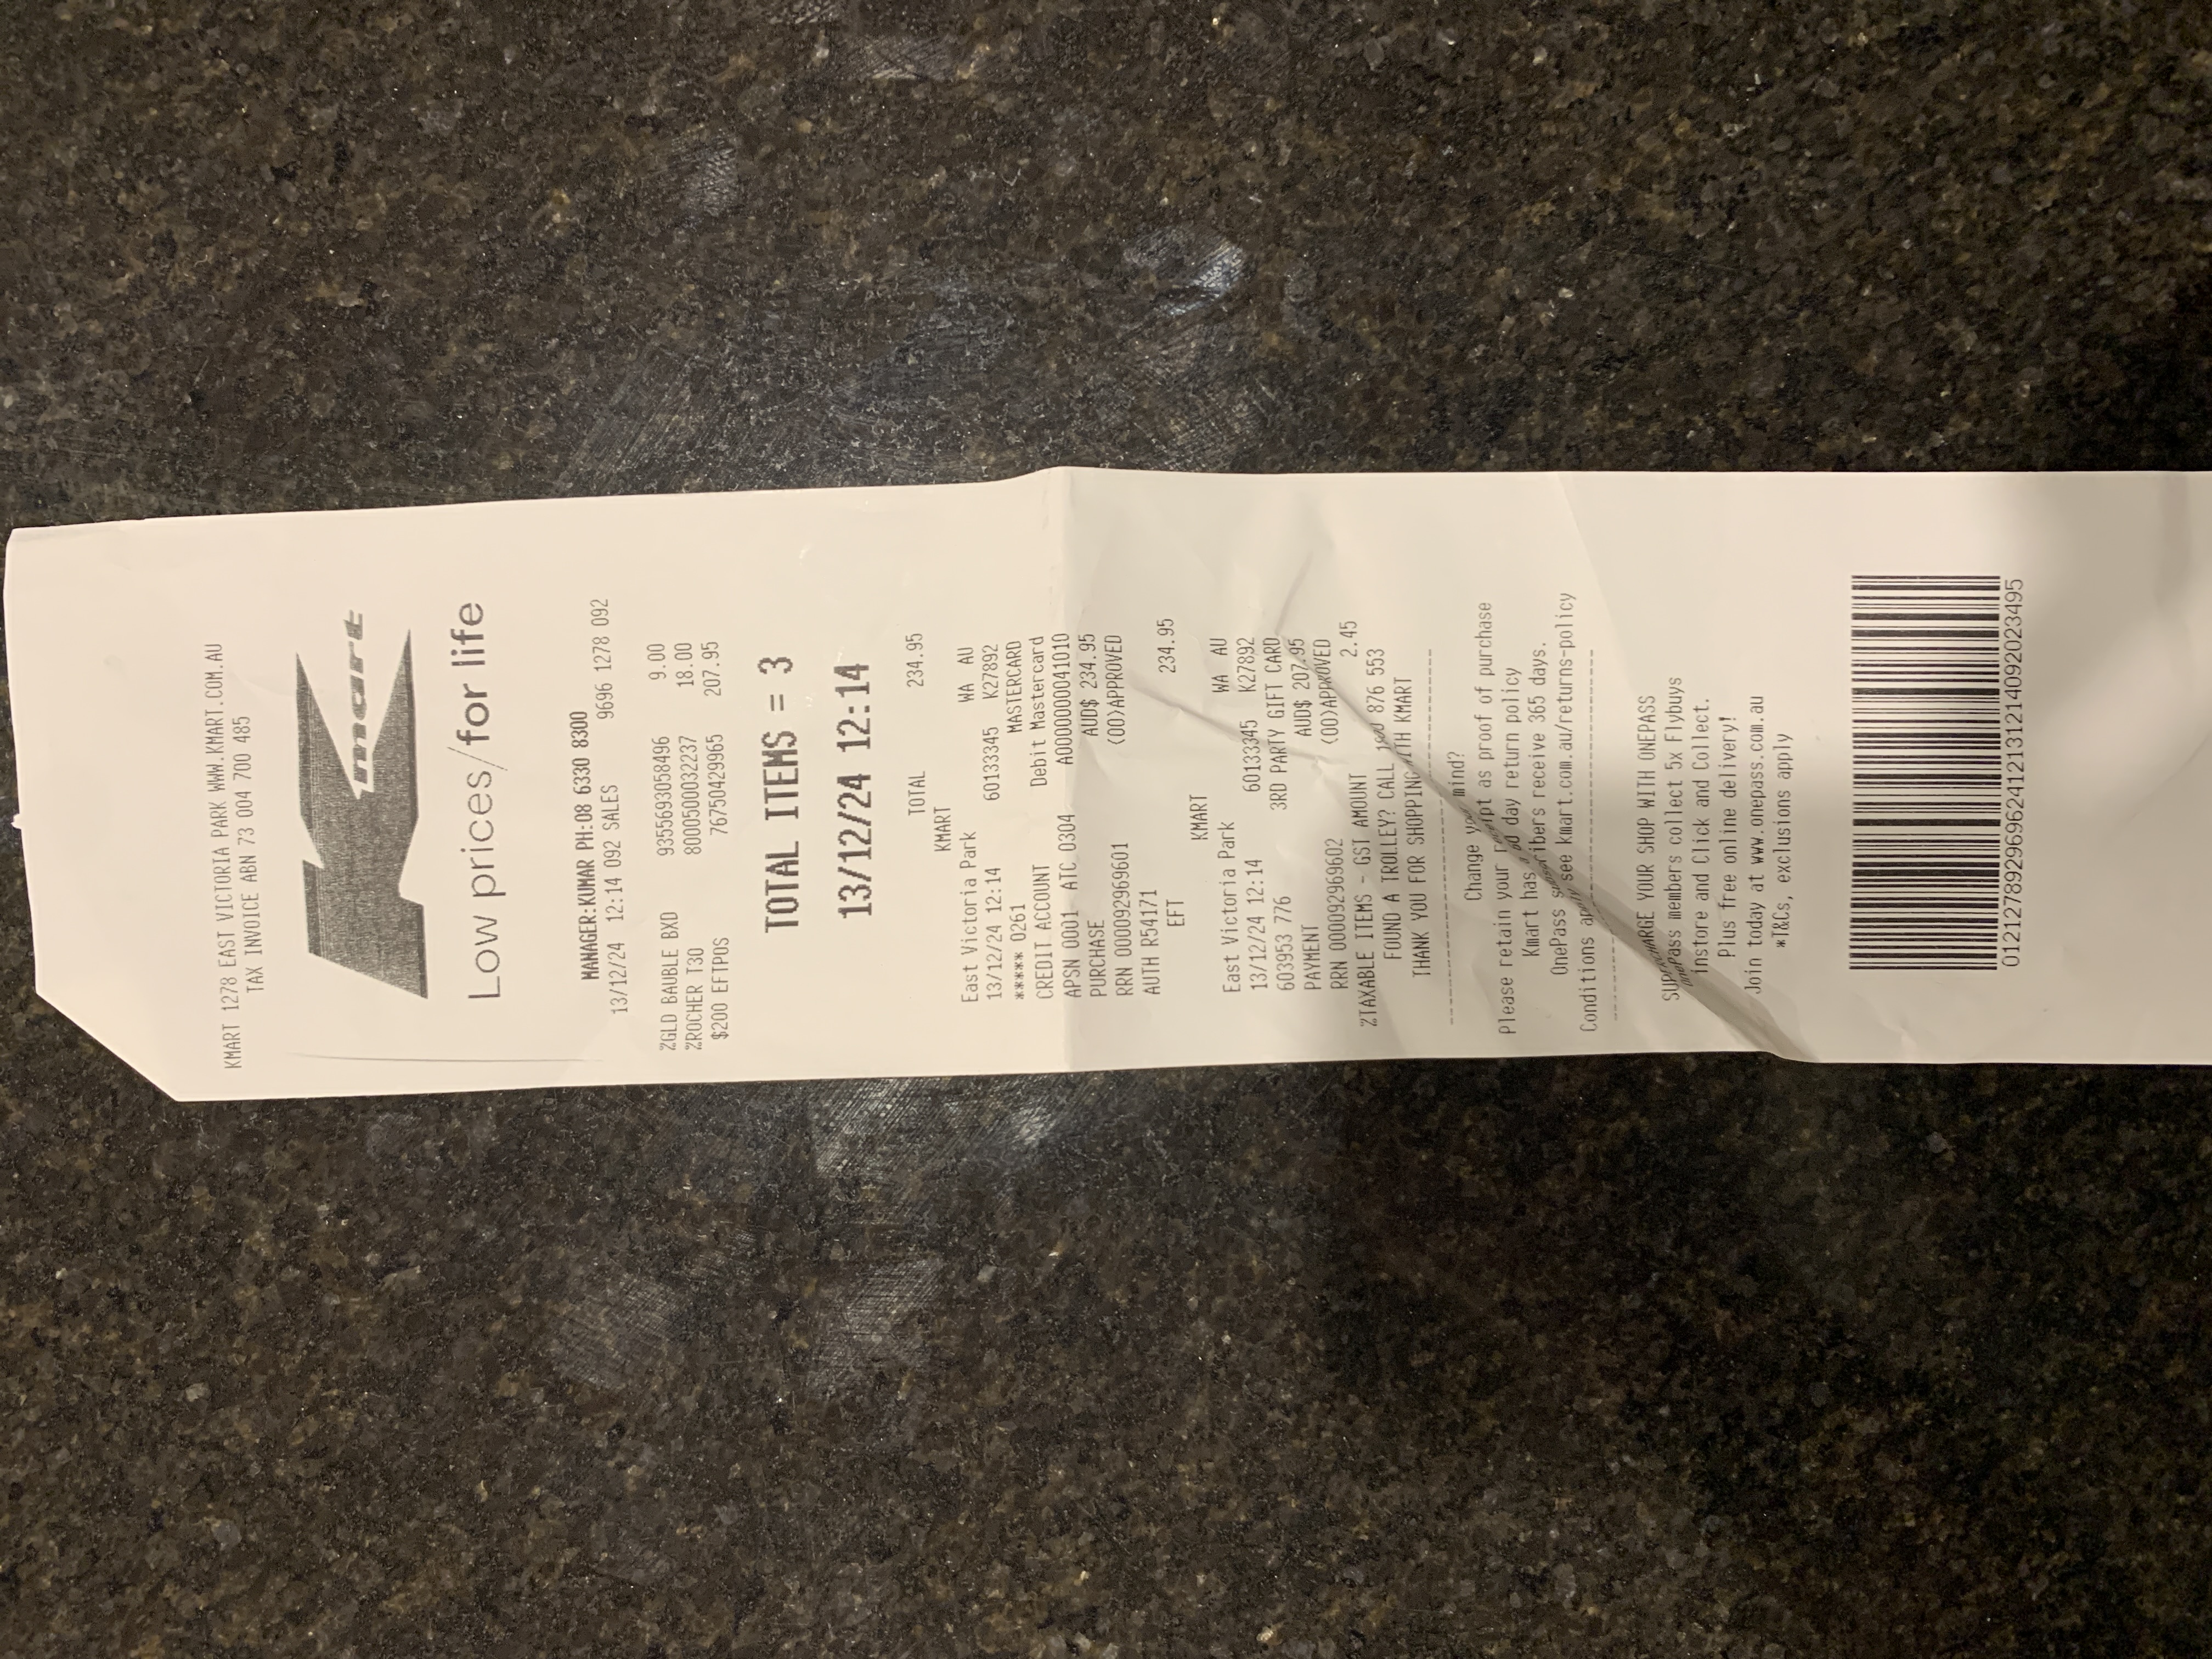 KMART 1278 EAST VICTORIA PARK WWW.KMART.COM.AU
TAX INVOICE ABN 73 004 700 485
Kmart
Low prices/for life
MANAGER:KUMAR PH:08 6330 8300
13/12/24 12:14 092 SALES 9696 1278 092
%GLD BAUBLE BXD 9355693058496 9.00
%ROCHER T30 8000500032237 18.00
$200 EFTPOS 76750429965 207.95
TOTAL ITEMS = 3
13/12/24 12:14
TOTAL 234.95
KMART
East Victoria Park WA AU
13/12/24 12:14 60133345 K27892
***** 0261 MASTERCARD
CREDIT ACCOUNT Debit Mastercard
APSN 0001 ATC 0304 A0000000041010
PURCHASE AUD$ 234.95
RRN 000092969601 (00)APPROVED
AUTH R54171
EFT 234.95
KMART
East Victoria Park WA AU
13/12/24 12:14 60133345 K27892
603953 776 3RD PARTY GIFT CARD
PAYMENT AUD$ 207.95
RRN 000092969602 (00)APPROVED
%TAXABLE ITEMS - GST AMOUNT 2.45
FOUND A TROLLEY? CALL 876 553
THANK YOU FOR SHOPPING WITH KMART
Change your mind?
Please retain your receipt as proof of purchase
Kmart has a 60 day return policy
OnePass subscribers receive 365 days.
Conditions apply see kmart.com.au/returns-policy
SUPERCHARGE YOUR SHOP WITH ONEPASS
OnePass members collect 5x Flybuys
instore and Click and Collect.
Plus free online delivery!
Join today at www.onepass.com.au
*T&Cs, exclusions apply
01212789296962412131214092023495